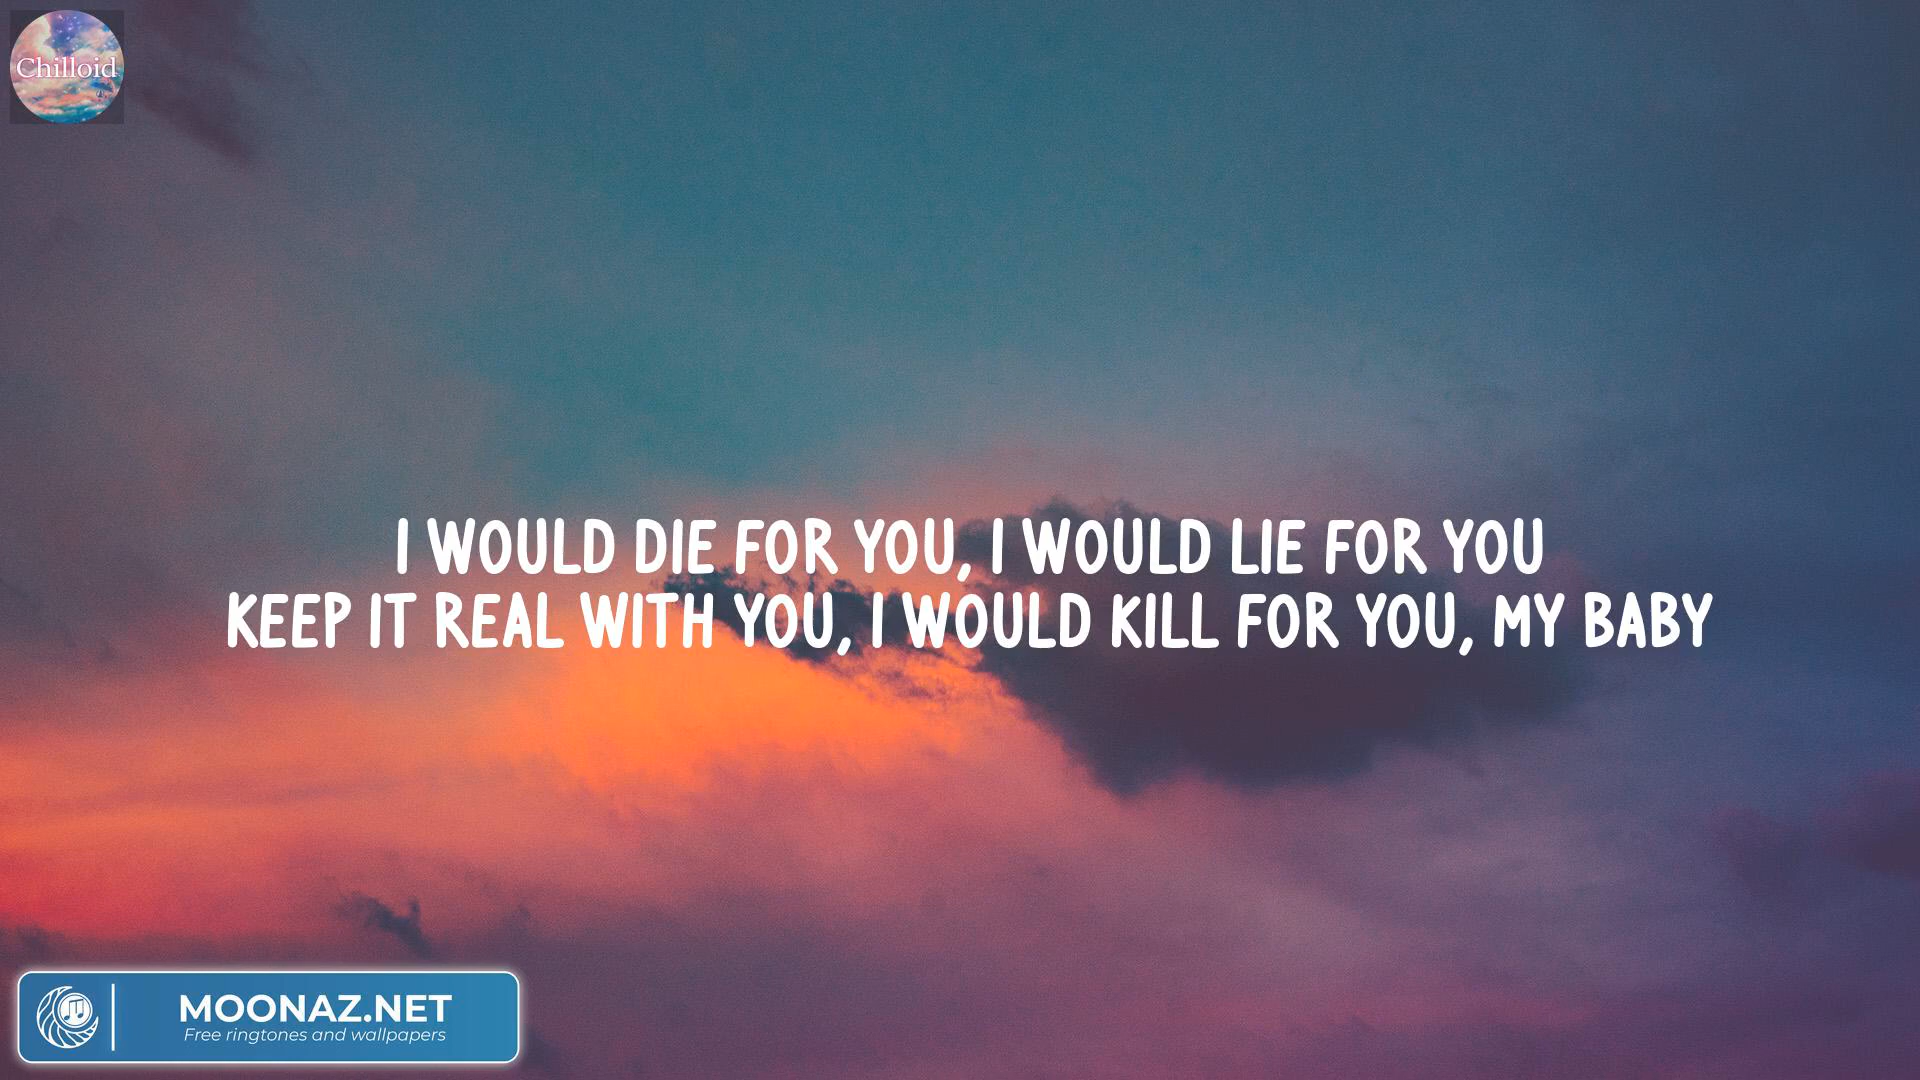 Chilloid
I WOULD DIE FOR YOU, I WOULD LIE FOR YOU
KEEP IT REAL WITH YOU, I WOULD KILL FOR YOU, MY BABY
MOONAZ.NET
Free ringtones and wallpapers